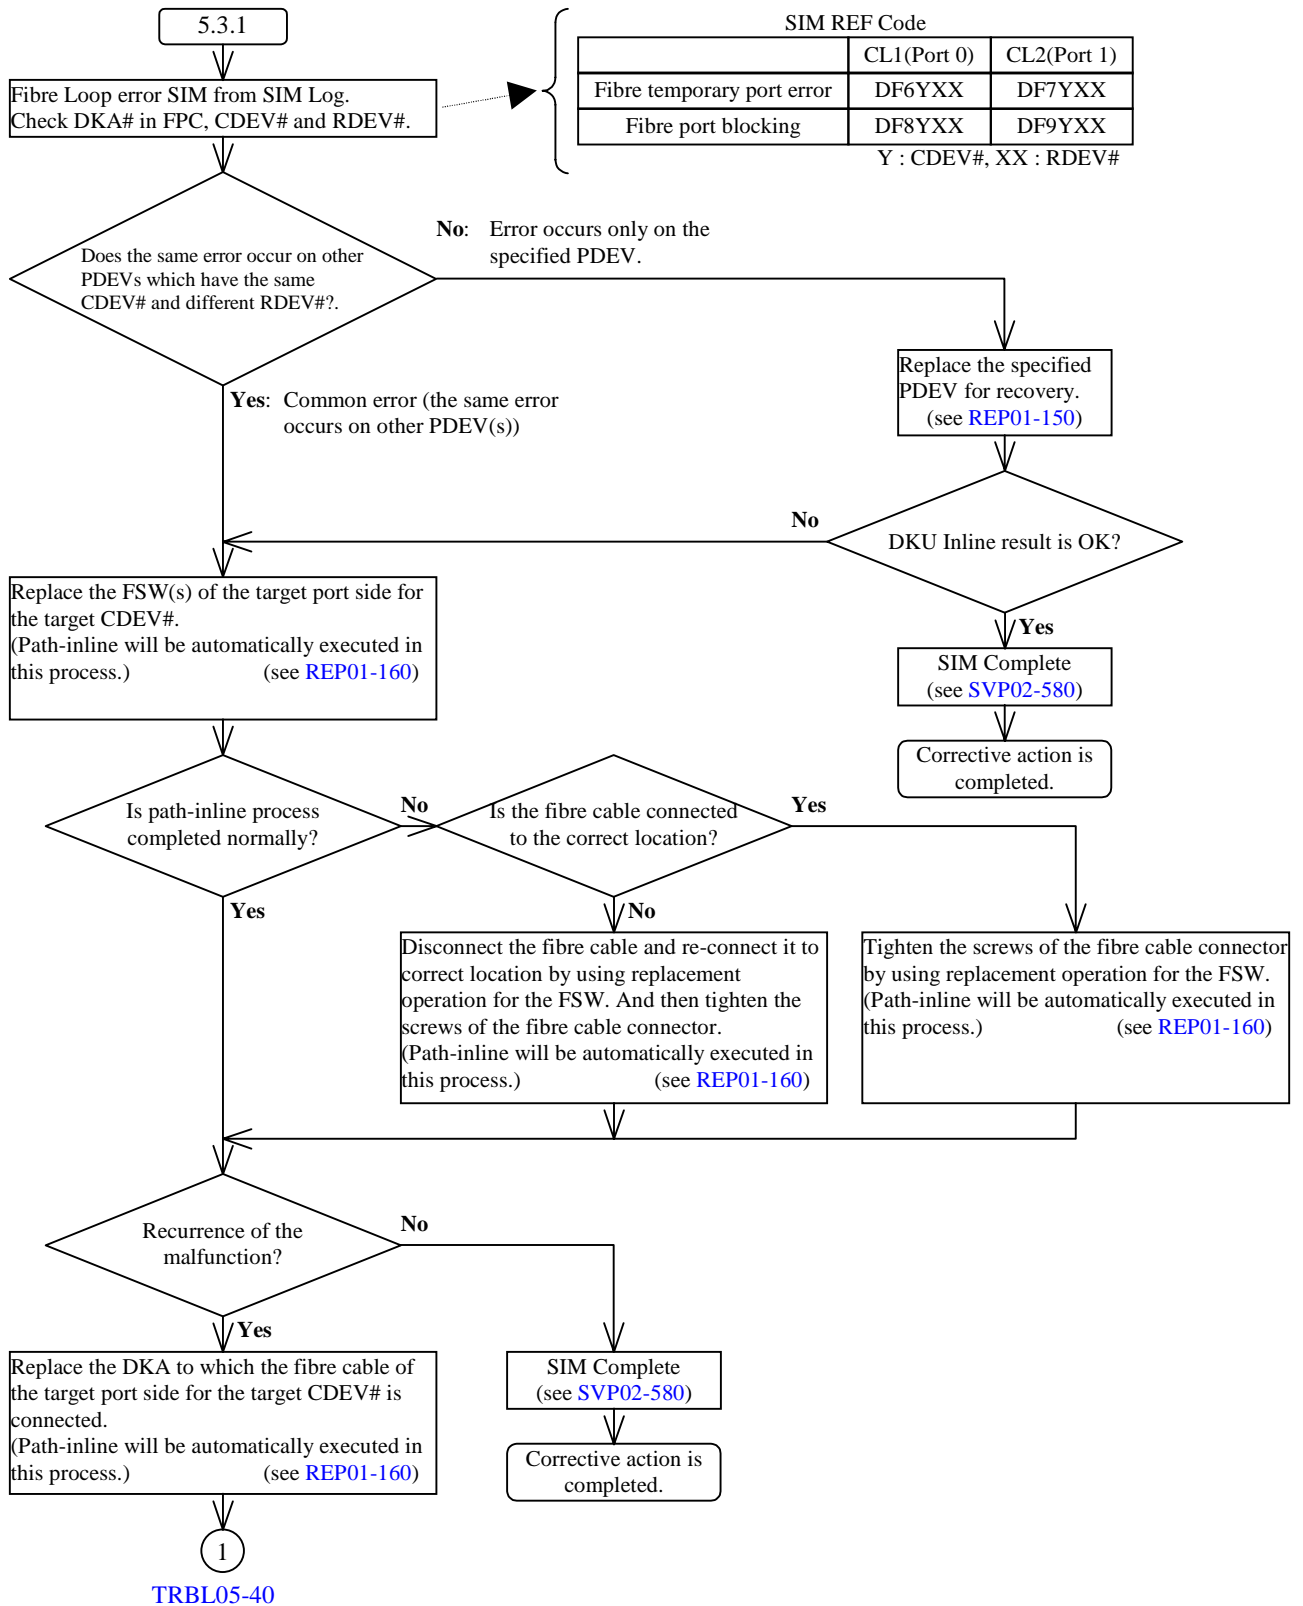 5.3.1
Fibre Loop error SIM from SIM Log.
Check DKA# in FPC, CDEV# and RDEV#.
SIM REF Code
CL1(Port 0) CL2(Port 1)
Fibre temporary port error DF6YXX DF7YXX
Fibre port blocking DF8YXX DF9YXX
Y : CDEV#, XX : RDEV#
Does the same error occur on other
PDEVs which have the same
CDEV# and different RDEV#?.
No: Error occurs only on the
specified PDEV.
Yes: Common error (the same error
occurs on other PDEV(s))
Replace the specified
PDEV for recovery.
(see REP01-150)
DKU Inline result is OK?
No
Yes
SIM Complete
(see SVP02-580)
Corrective action is
completed.
Replace the FSW(s) of the target port side for
the target CDEV#.
(Path-inline will be automatically executed in
this process.) (see REP01-160)
Is path-inline process
completed normally?
No
Yes
Is the fibre cable connected
to the correct location?
Yes
No
Disconnect the fibre cable and re-connect it to
correct location by using replacement
operation for the FSW. And then tighten the
screws of the fibre cable connector.
(Path-inline will be automatically executed in
this process.) (see REP01-160)
Tighten the screws of the fibre cable connector
by using replacement operation for the FSW.
(Path-inline will be automatically executed in
this process.) (see REP01-160)
Recurrence of the
malfunction?
No
Yes
SIM Complete
(see SVP02-580)
Corrective action is
completed.
Replace the DKA to which the fibre cable of
the target port side for the target CDEV# is
connected.
(Path-inline will be automatically executed in
this process.) (see REP01-160)
1
TRBL05-40